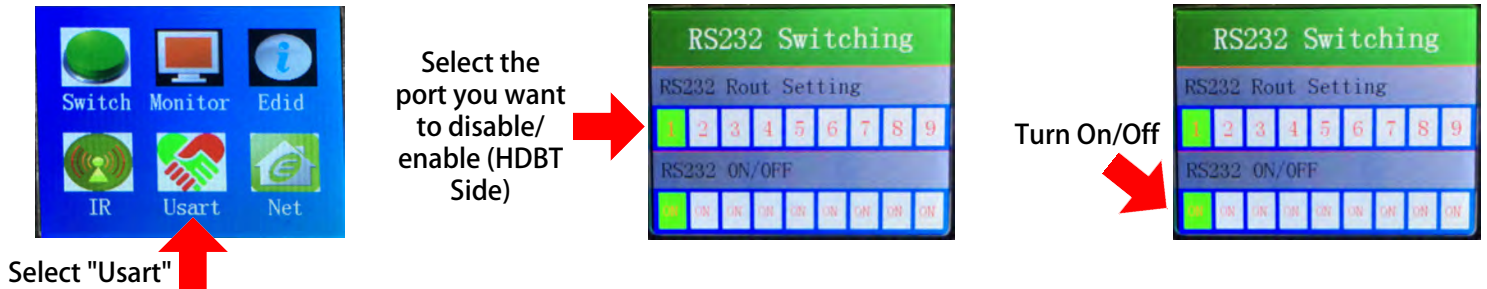 Switch Monitor Edid
IR Usart Net
Select "Usart"
Select the
port you want
to disable/
enable (HDBT
Side)
RS232 Switching
RS232 Rout Setting
1 2 3 4 5 6 7 8 9
RS232 ON/OFF
ON ON ON ON ON ON ON ON ON
Turn On/Off
RS232 Switching
RS232 Rout Setting
1 2 3 4 5 6 7 8 9
RS232 ON/OFF
ON ON ON ON ON ON ON ON ON